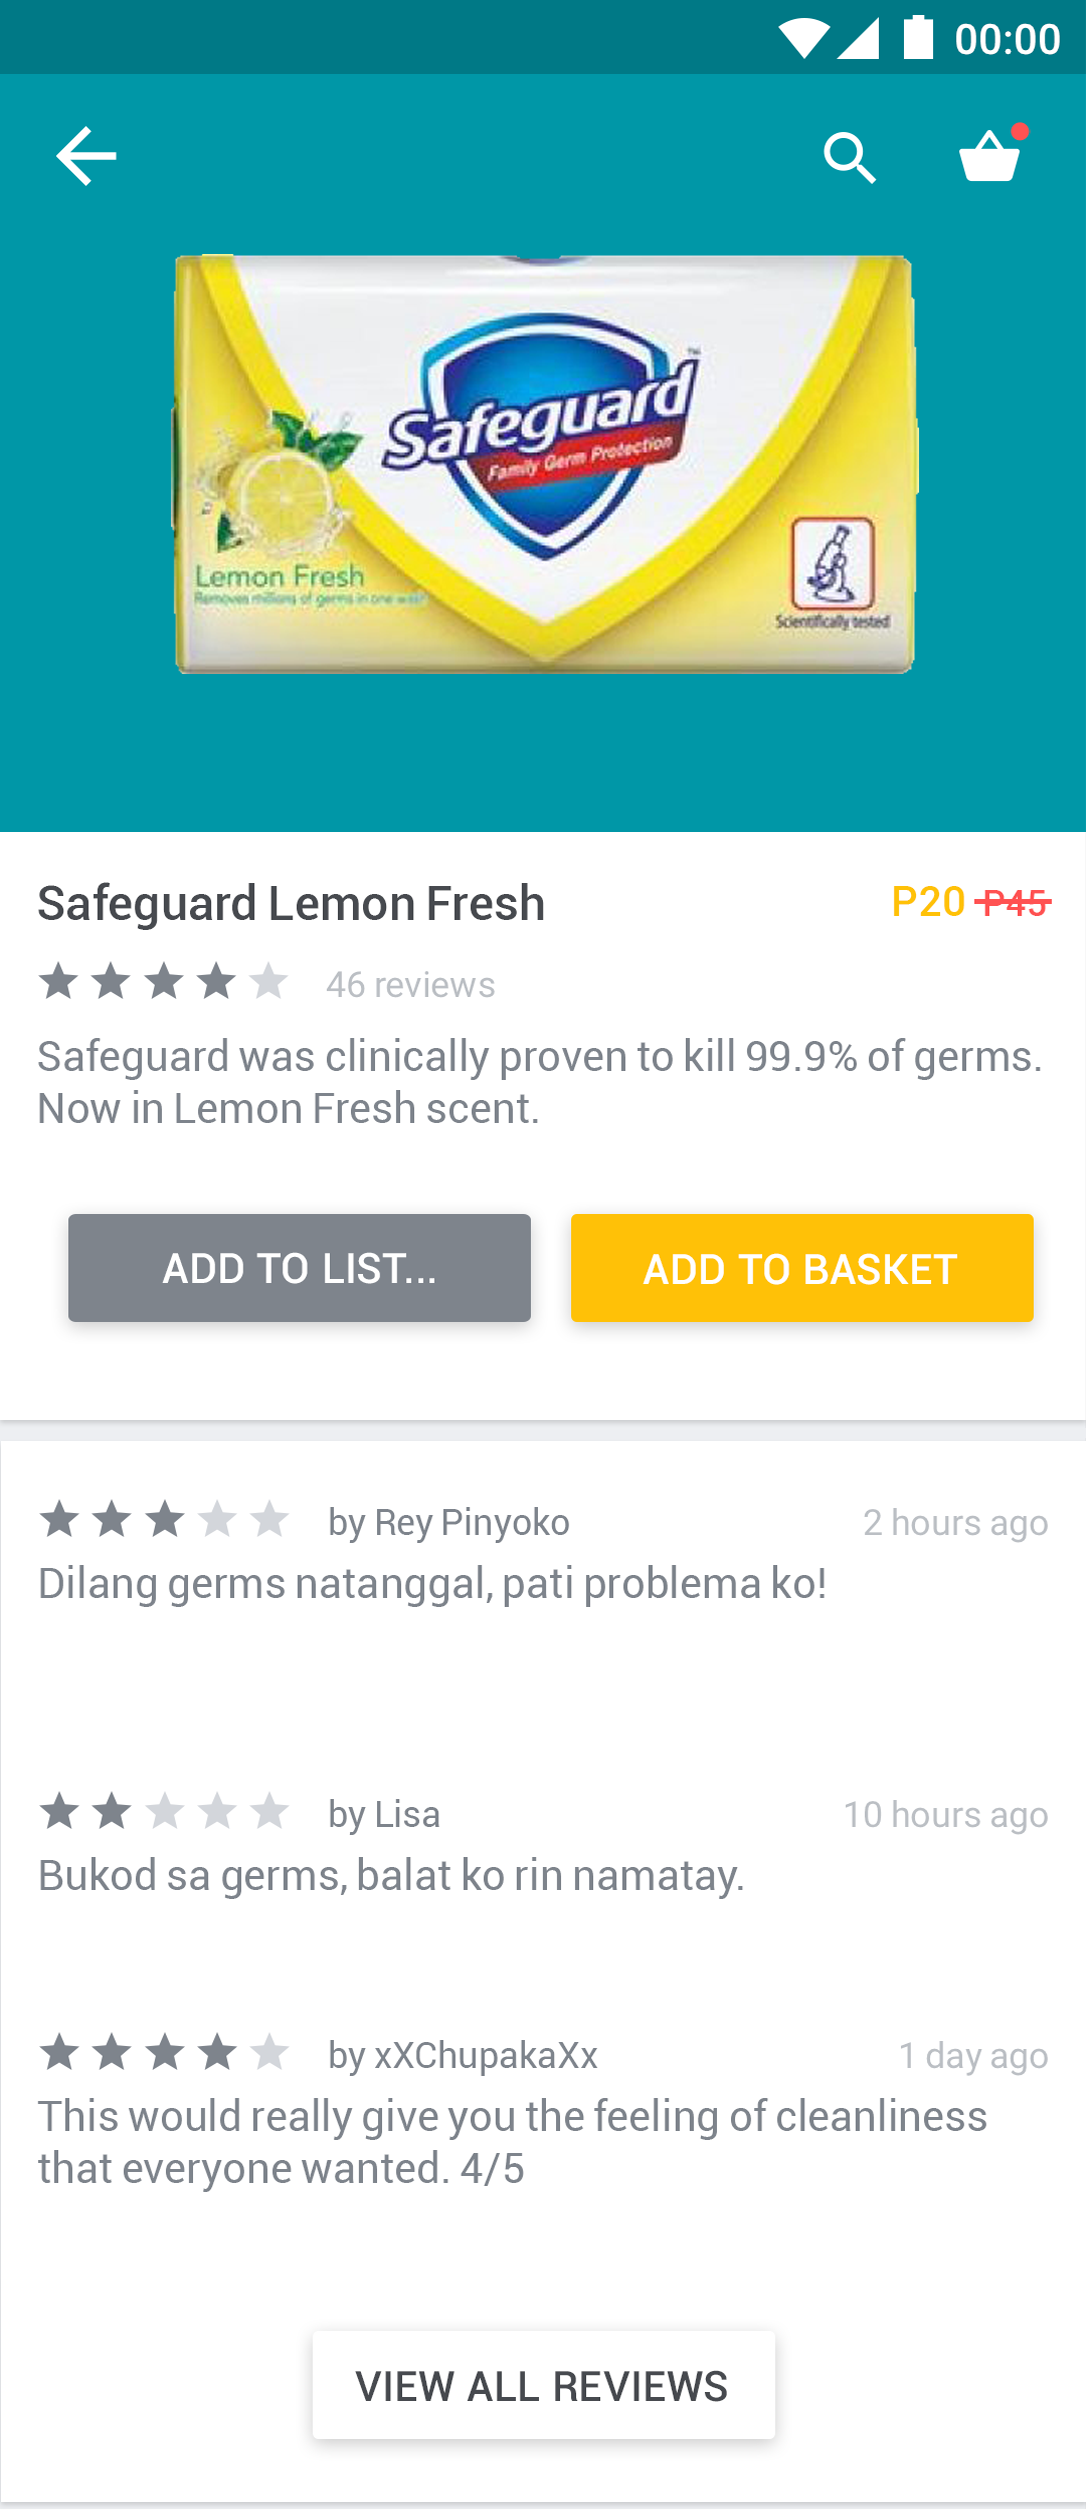 00:00
Safeguard
™
Family Germ Protection
Lemon Fresh
Removes millions of germs in one wash
Scientifically tested
Safeguard Lemon Fresh
P20 P45
46 reviews
Safeguard was clinically proven to kill 99.9% of germs.
Now in Lemon Fresh scent.
ADD TO LIST...
ADD TO BASKET
by Rey Pinyoko
2 hours ago
Dilang germs natanggal, pati problema ko!
by Lisa
10 hours ago
Bukod sa germs, balat ko rin namatay.
by xXChupakaXx
1 day ago
This would really give you the feeling of cleanliness
that everyone wanted. 4/5
VIEW ALL REVIEWS